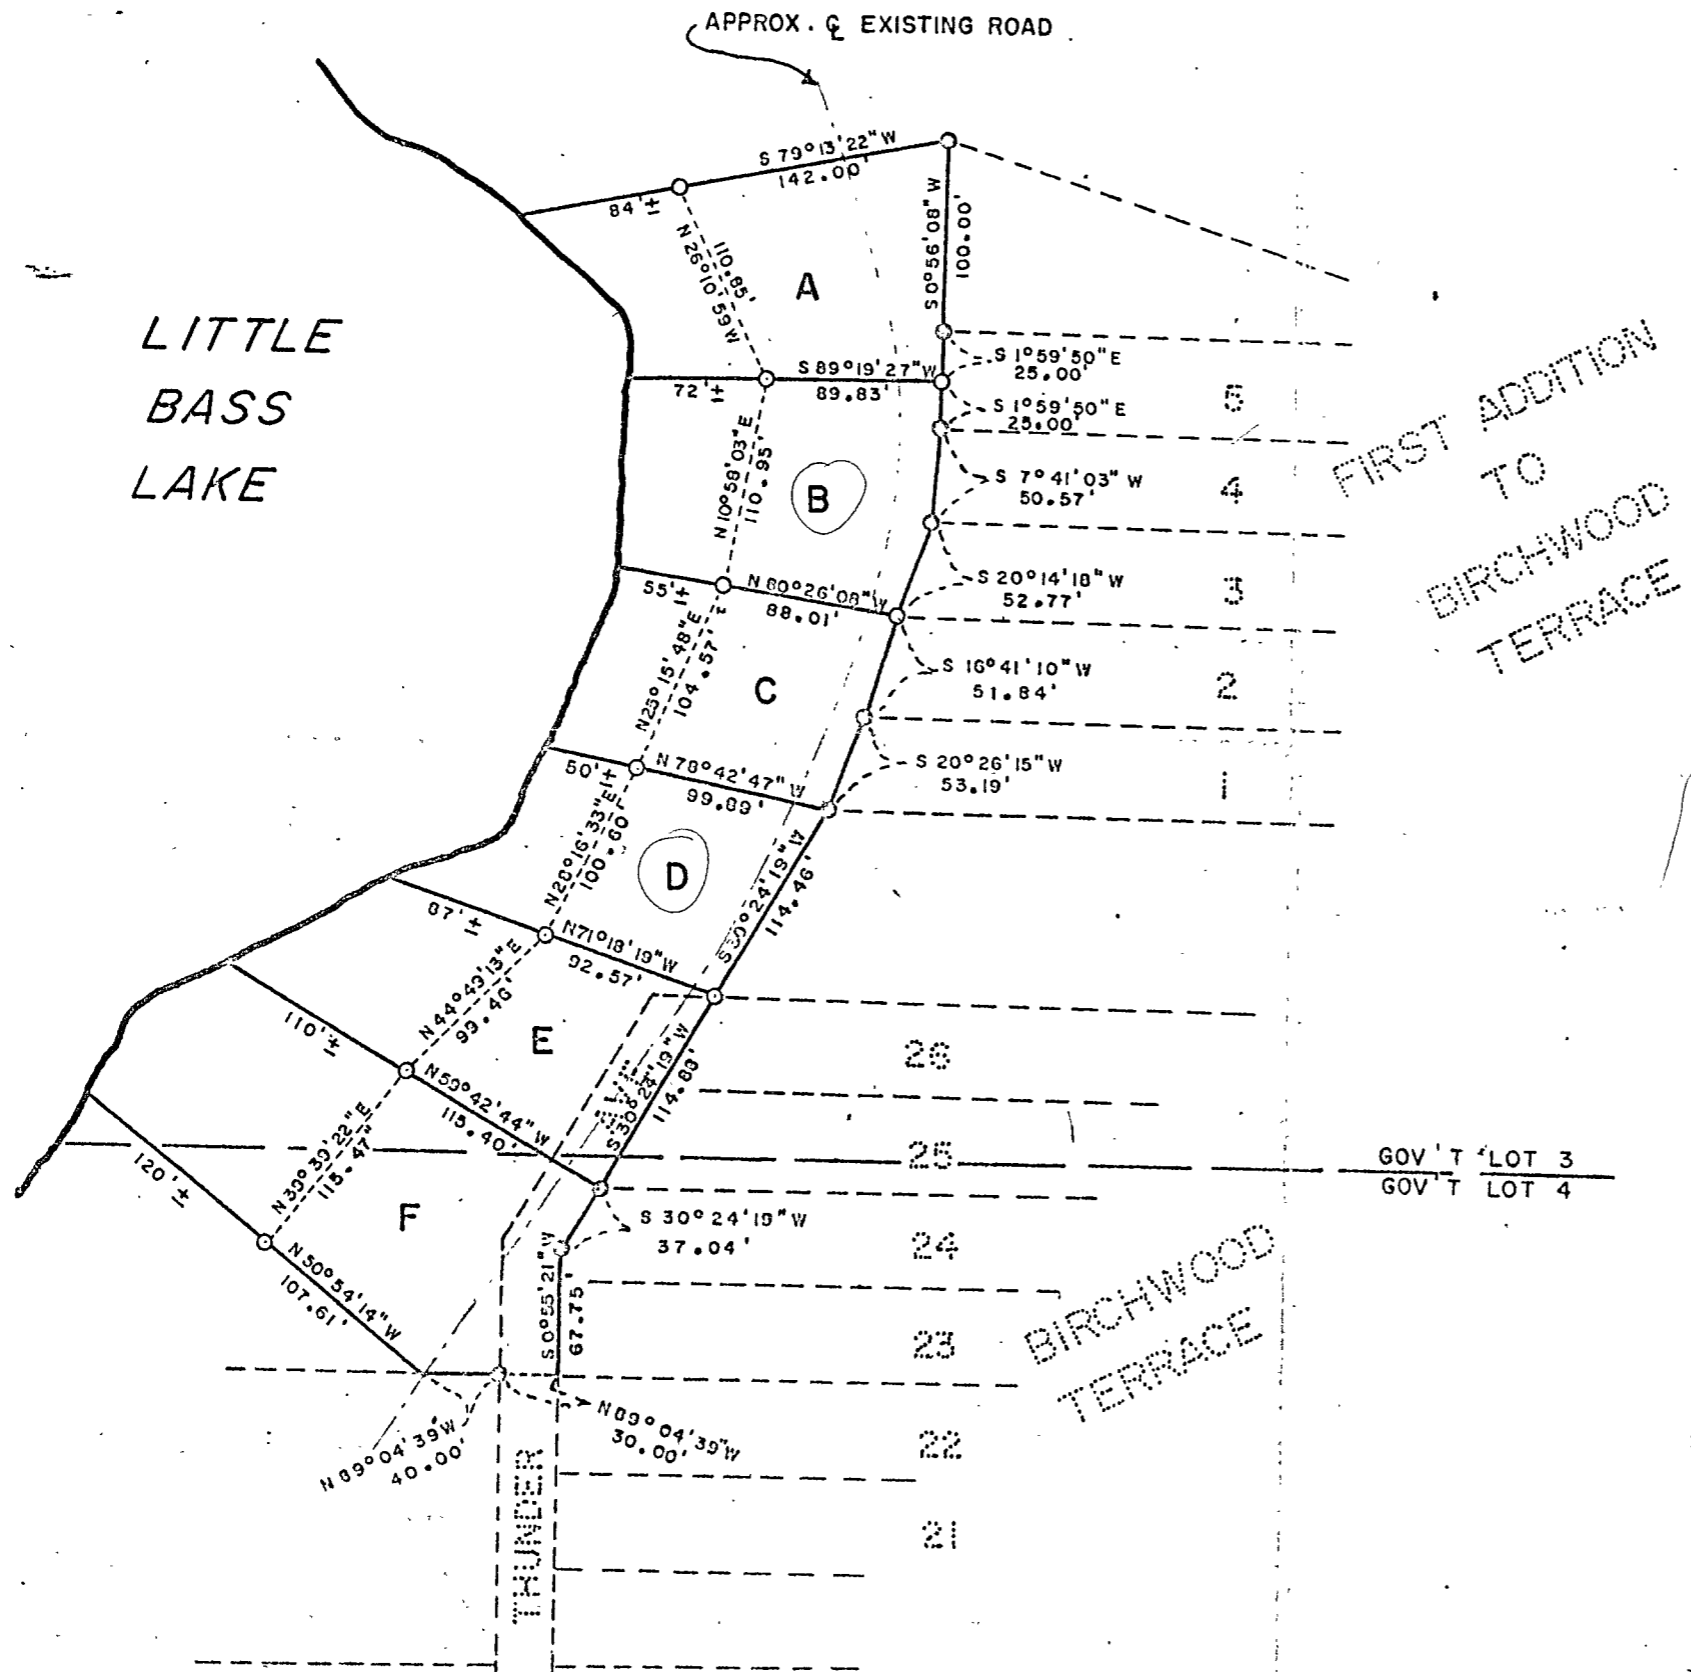 APPROX. ℄ EXISTING ROAD
S 79°13'22" W
142.00'
84'±
S 0°56'08" W
100.00'
N 26°10'59 W
110.85'
A
LITTLE
BASS
LAKE
S 89°19'27" W
89.83'
72'±
S 1°59'50" E
25.00'
S 1°59'50" E
25.00'
5
FIRST ADDITION
TO
BIRCHWOOD
TERRACE
N 10°58'03" E
110.95'
B
S 7°41'03" W
50.57'
4
N 80°26'08" W
88.01'
55'±
S 20°14'18" W
52.77'
3
N 25°15'48" E
104.57'
C
S 16°41'10" W
51.84'
2
N 78°42'47" W
99.89'
50'±
S 20°26'15" W
53.19'
1
N 28°16'33" E
100.60'
D
S 30°24'19" W
114.46'
N 71°18'19" W
92.57'
87'±
N 44°49'13" E
99.46'
E
S 30°24'19" W
114.83'
26
N 59°42'44" W
115.40'
110'±
25
GOV'T LOT 3
GOV'T LOT 4
N 39°39'22" E
115.47'
F
120'±
S 30°24'19" W
37.04'
24
N 50°54'14" W
107.61'
S 0°55'21" W
67.75'
23
BIRCHWOOD
TERRACE
N 89°04'39" W
40.00'
N 89°04'39" W
30.00'
22
THUNDER
21